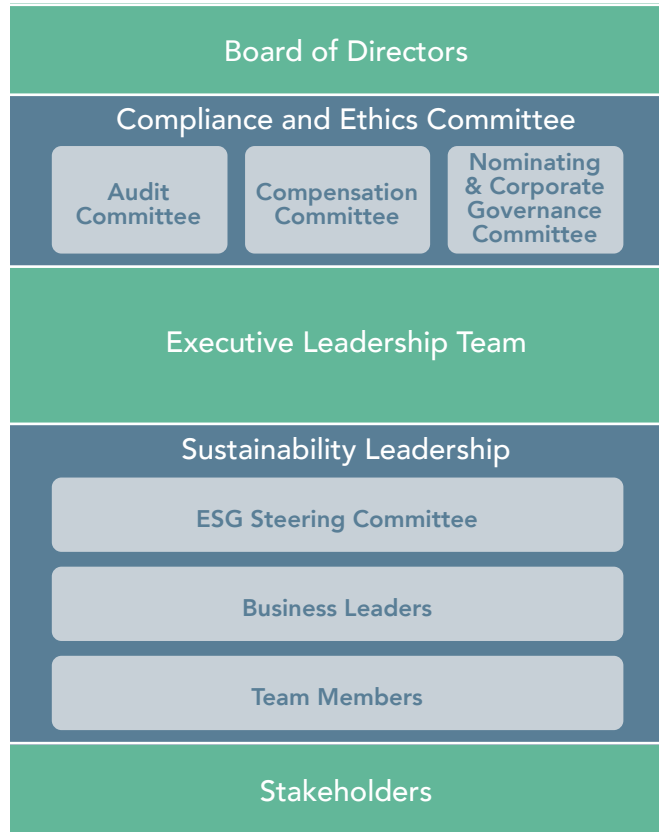 Board of Directors
Compliance and Ethics Committee
Audit
Committee
Compensation
Committee
Nominating
& Corporate
Governance
Committee
Executive Leadership Team
Sustainability Leadership
ESG Steering Committee
Business Leaders
Team Members
Stakeholders